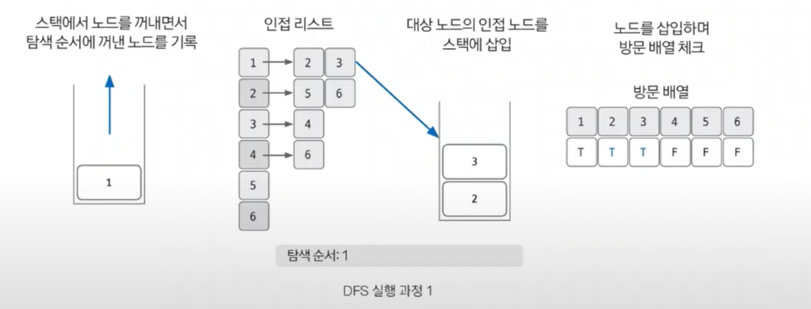 스택에서 노드를 꺼내면서
탐색 순서에 꺼낸 노드를 기록
1
인접 리스트
1 2 3
2 5 6
3 4
4 6
5
6
대상 노드의 인접 노드를
스택에 삽입
3
2
노드를 삽입하며
방문 배열 체크
방문 배열
1 2 3 4 5 6
T T T F F F
탐색 순서: 1
DFS 실행 과정 1